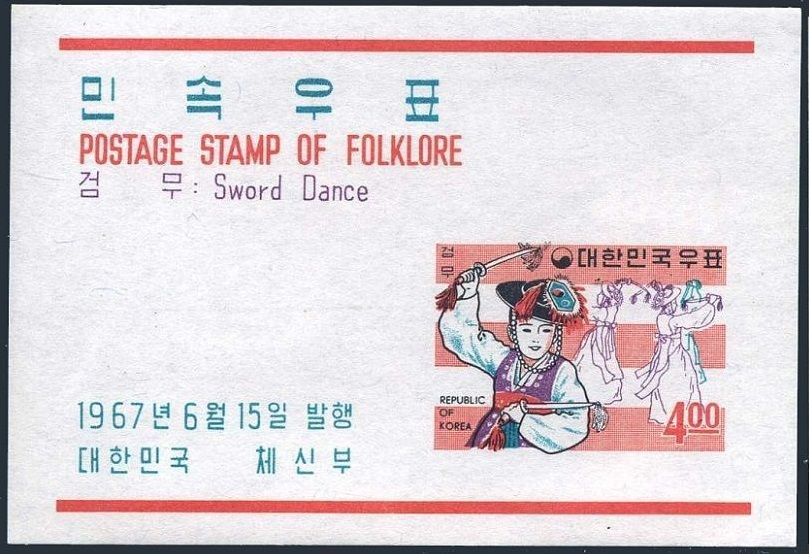 민속우표
POSTAGE STAMP OF FOLKLORE
검 무: Sword Dance
검무
대한민국우표
REPUBLIC
OF
KOREA
4.00
1967년 6월 15일 발행
대한민국 체신부